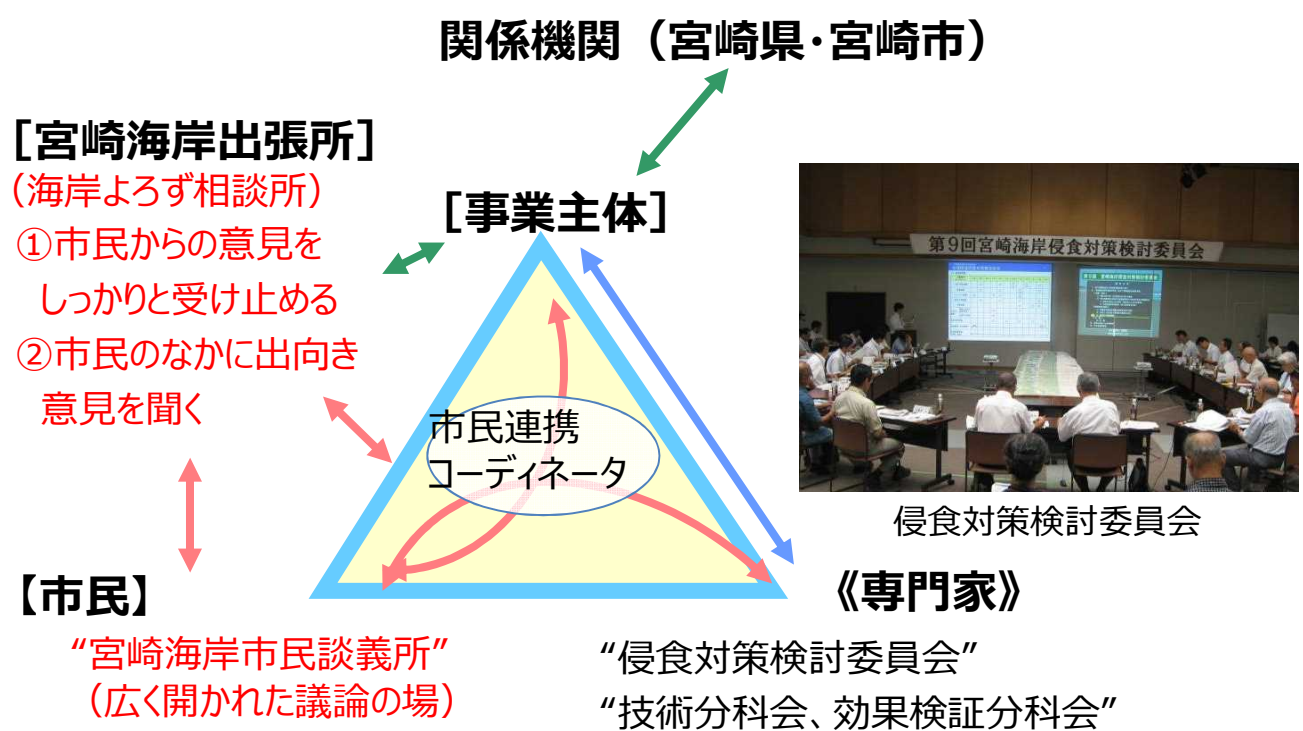 関係機関（宮崎県・宮崎市）
［宮崎海岸出張所］
（海岸よろず相談所）
①市民からの意見を
しっかりと受け止める
②市民のなかに出向き
意見を聞く
［事業主体］
市民連携
コーディネータ
第9回宮崎海岸侵食対策検討委員会
侵食対策検討委員会
【市民】
“宮崎海岸市民談義所”
（広く開かれた議論の場）
《専門家》
“侵食対策検討委員会”
“技術分科会、効果検証分科会”